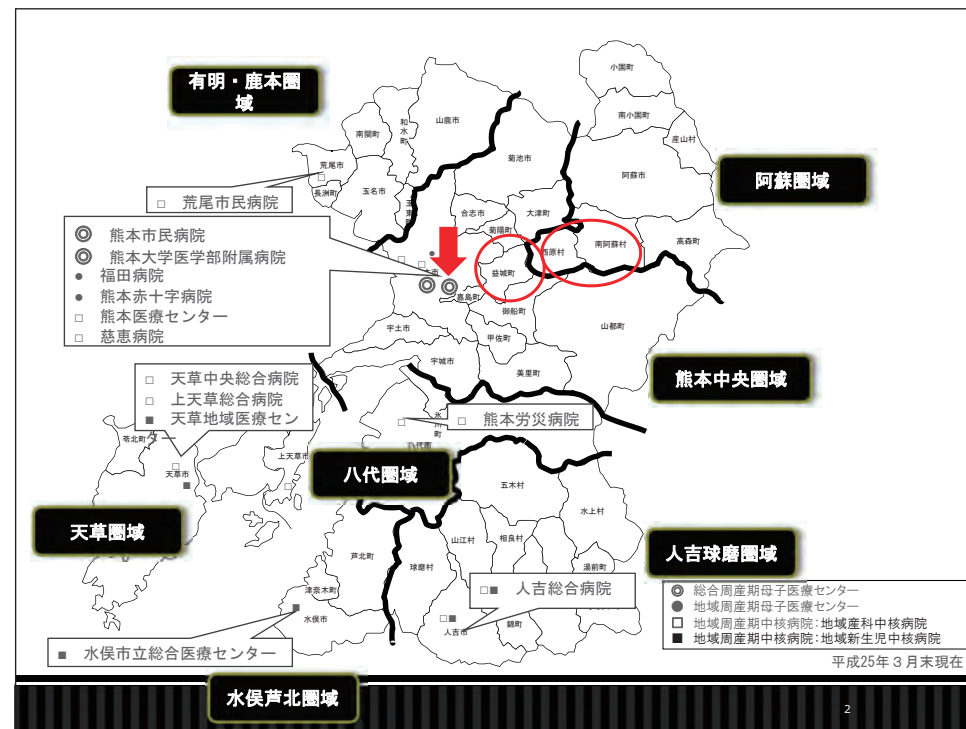 有明・鹿本圏
域
小国町
南小国町
産山村
山鹿市
和水町
南関町
菊池市
阿蘇市
阿蘇圏域
荒尾市
長洲町
玉名市
玉東町
□ 荒尾市民病院
合志市
大津町
菊陽町
西原村
南阿蘇村
高森町
◎ 熊本市民病院
◎ 熊本大学医学部附属病院
● 福田病院
● 熊本赤十字病院
□ 熊本医療センター
□ 慈恵病院
益城町
嘉島町
御船町
山都町
宇土市
甲佐町
宇城市
美里町
熊本中央圏域
□ 天草中央総合病院
□ 上天草総合病院
■ 天草地域医療セン
ター
□ 熊本労災病院
氷川町
八代市
苓北町
天草市
上天草市
八代圏域
五木村
水上村
天草圏域
芦北町
球磨村
山江村
相良村
人吉球磨圏域
湯前町
□■ 人吉総合病院
津奈木町
水俣市
人吉市
錦町
■ 水俣市立総合医療センター
水俣芦北圏域
◎ 総合周産期母子医療センター
● 地域周産期母子医療センター
□ 地域周産期中核病院:地域産科中核病院
■ 地域周産期中核病院:地域新生児中核病院
平成25年３月末現在
2